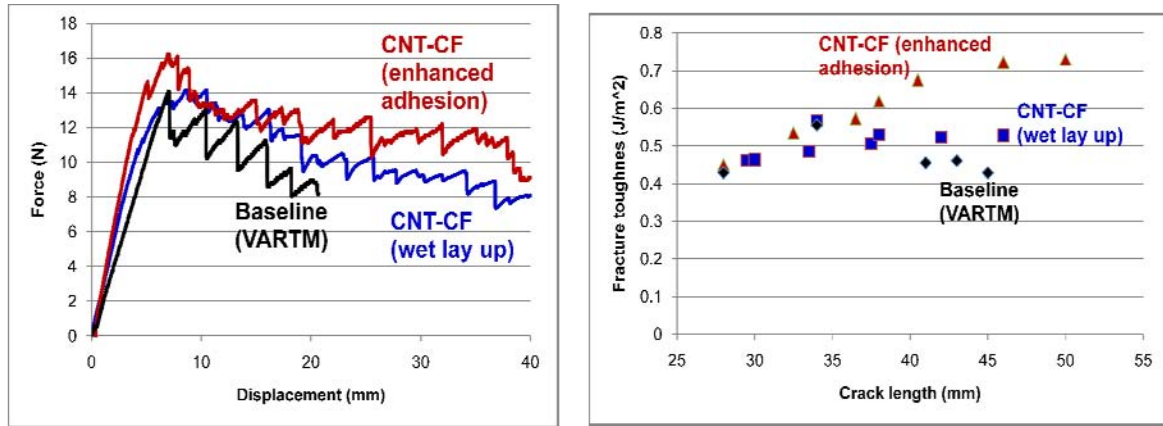 18
16
14
12
10
8
6
4
2
0
Force (N)
0
10
20
30
40
Displacement (mm)
CNT-CF
(enhanced
adhesion)
Baseline
(VARTM)
CNT-CF
(wet lay up)
0.8
0.7
0.6
0.5
0.4
0.3
0.2
0.1
0
Fracture toughnes (J/m^2)
25
30
35
40
45
50
55
Crack length (mm)
CNT-CF (enhanced
adhesion)
CNT-CF
(wet lay up)
Baseline
(VARTM)